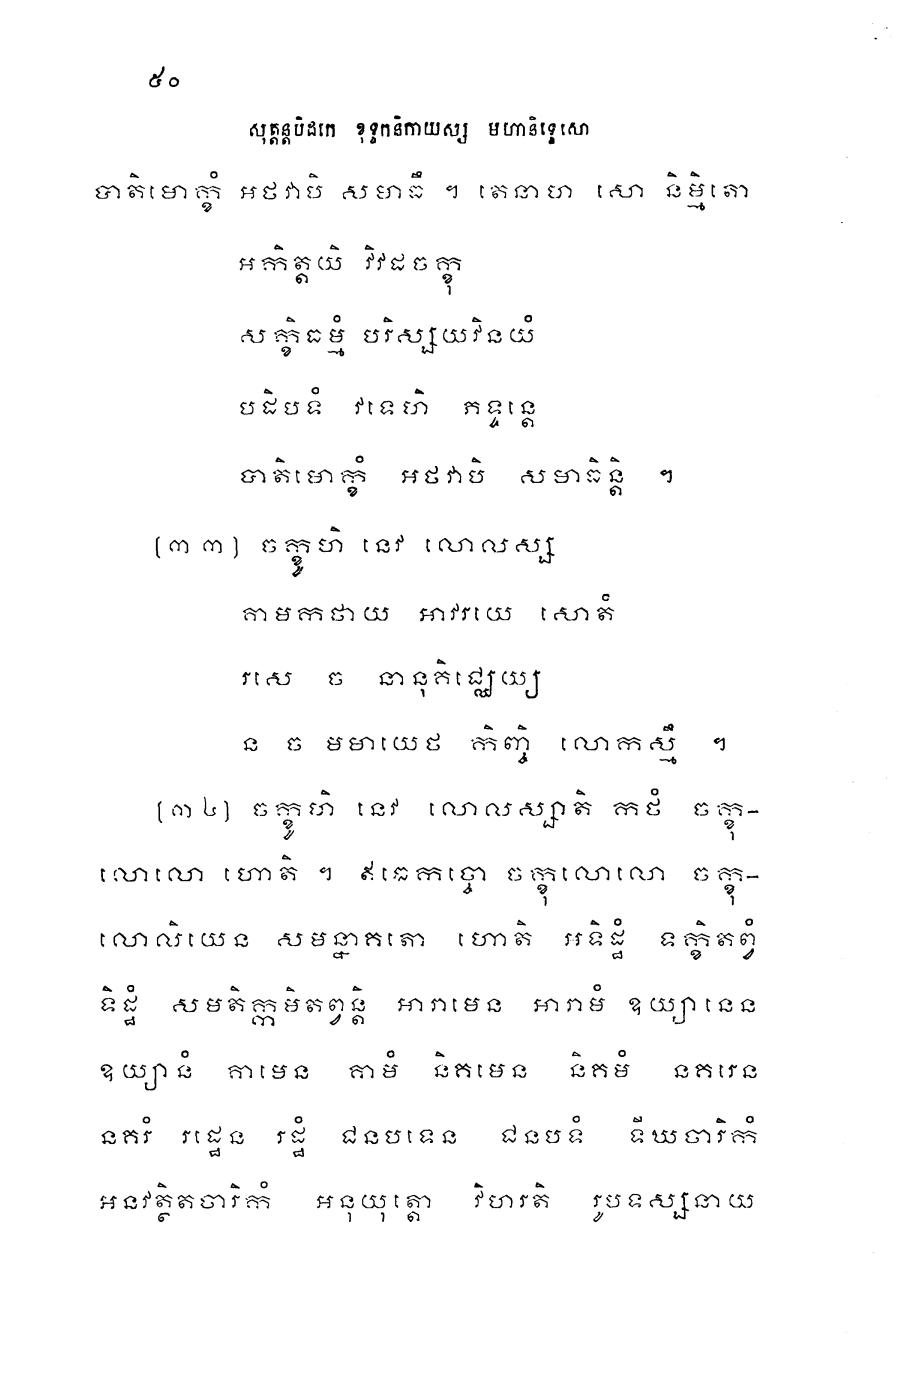 ៥០
សុត្តន្តបិដកេ ខុទ្ទកនិកាយស្ស មហានិទ្ទេសោ
បាតិមោក្ខំ អថវាបិ សមាធឹ ។ តេនាហ សោ និម្មិតោ
អកិត្តយិ វិវដចក្ខុ
សក្ខិធម្មំ បរិស្សយវិនយំ
បដិបទំ វទេហិ ភទ្ទន្តេ
បាតិមោក្ខំ អថវាបិ សមាធិន្តិ ។
(៣៣) ចក្ខូហិ នេវ លោលស្ស
គាមកថាយ អាវរយេ សោតំ
រសេ ច នានុគិជ្ឈេយ្យ
ន ច មមាយេថ កិញ្ចិ លោកស្មឹ ។
(៣៤) ចក្ខូហិ នេវ លោលស្សាតិ កថំ ចក្ខុ-
លោលោ ហោតិ ។ ឥធេកច្ចោ ចក្ខុលោលោ ចក្ខុ-
លោលិយេន សមន្នាគតោ ហោតិ អទិដ្ឋំ ទក្ខិតព្វំ
ទិដ្ឋំ សមតិក្កមិតព្វន្តិ អារាមេន អារាមំ ឧយ្យានេន
ឧយ្យានំ គាមេន គាមំ និគមេន និគមំ នគរេន
នគរំ រដ្ឋេន រដ្ឋំ ជនបទេន ជនបទំ ទីឃចារិកំ
អនវត្ថិតចារិកំ អនុយុត្តោ វិហរតិ រូបទស្សនាយ